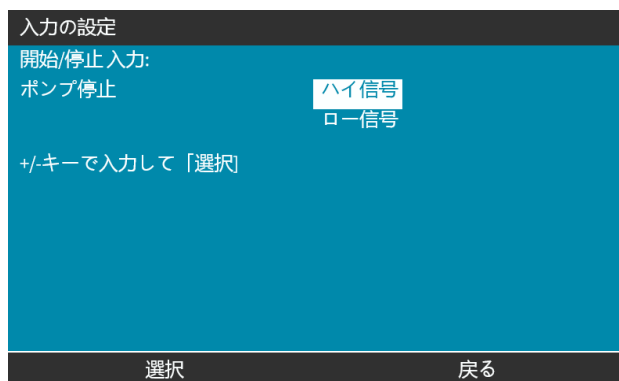 入力の設定
開始/停止入力:
ポンプ停止 ハイ信号
ロー信号
+/-キーで入力して「選択]
選択 戻る